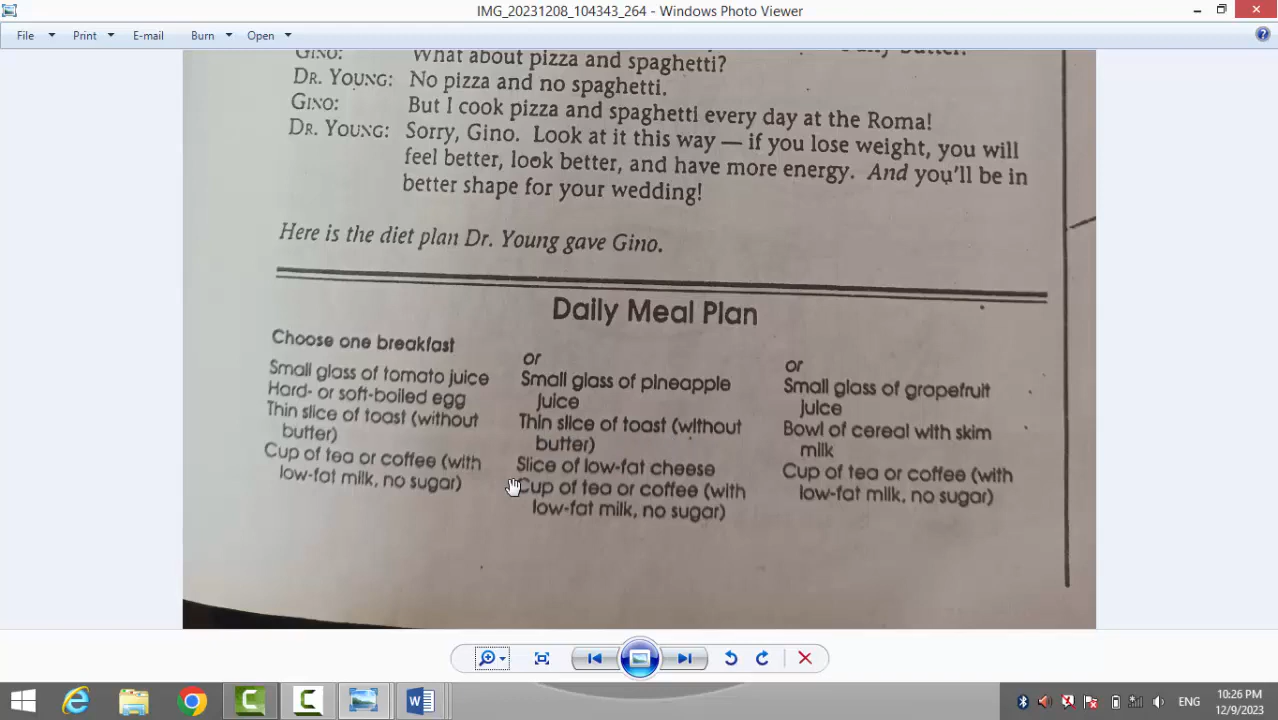 IMG_20231208_104343_264 - Windows Photo Viewer
File Print E-mail Burn Open
GINO: What about pizza and spaghetti?
DR. YOUNG: No pizza and no spaghetti.
GINO: But I cook pizza and spaghetti every day at the Roma!
DR. YOUNG: Sorry, Gino. Look at it this way — if you lose weight, you will
feel better, look better, and have more energy. And you'll be in
better shape for your wedding!
Here is the diet plan Dr. Young gave Gino.
Daily Meal Plan
Choose one breakfast
Small glass of tomato juice
Hard- or soft-boiled egg
Thin slice of toast (without
butter)
Cup of tea or coffee (with
low-fat milk, no sugar)
or
Small glass of pineapple
juice
Thin slice of toast (without
butter)
Slice of low-fat cheese
Cup of tea or coffee (with
low-fat milk, no sugar)
or
Small glass of grapefruit
juice
Bowl of cereal with skim
milk
Cup of tea or coffee (with
low-fat milk, no sugar)
ENG
10:26 PM
12/9/2023